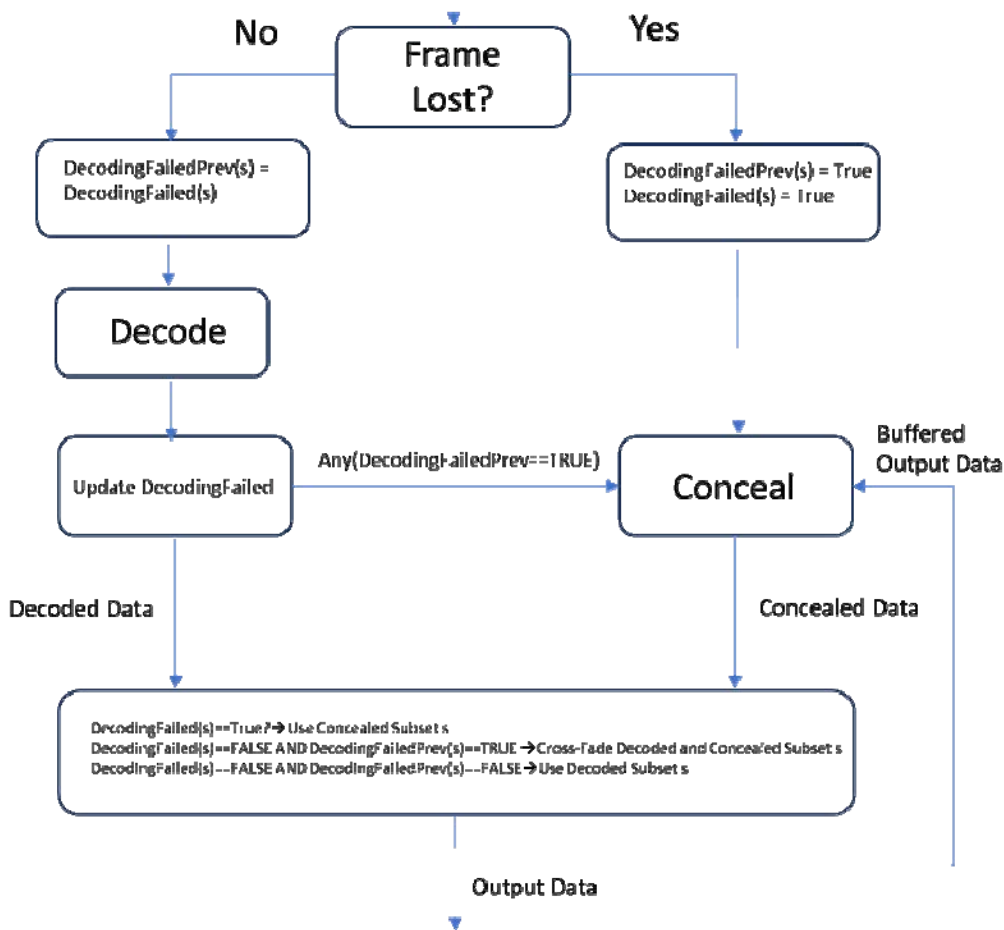 No
Yes
Frame
Lost?
DecodingFailedPrev(s) =
DecodingFailed(s)
DecodingFailedPrev(s) = True
DecodingFailed(s) = True
Decode
Update DecodingFailed
Any(DecodingFailedPrev==TRUE)
Conceal
Buffered
Output Data
Decoded Data
Concealed Data
DecodingFailed(s)==True?→ Use Concealed Subset s
DecodingFailed(s)==FALSE AND DecodingFailedPrev(s)==TRUE →Cross-Fade Decoded and Concealed Subset s
DecodingFailed(s)==FALSE AND DecodingFailedPrev(s)==FALSE→ Use Decoded Subset s
Output Data